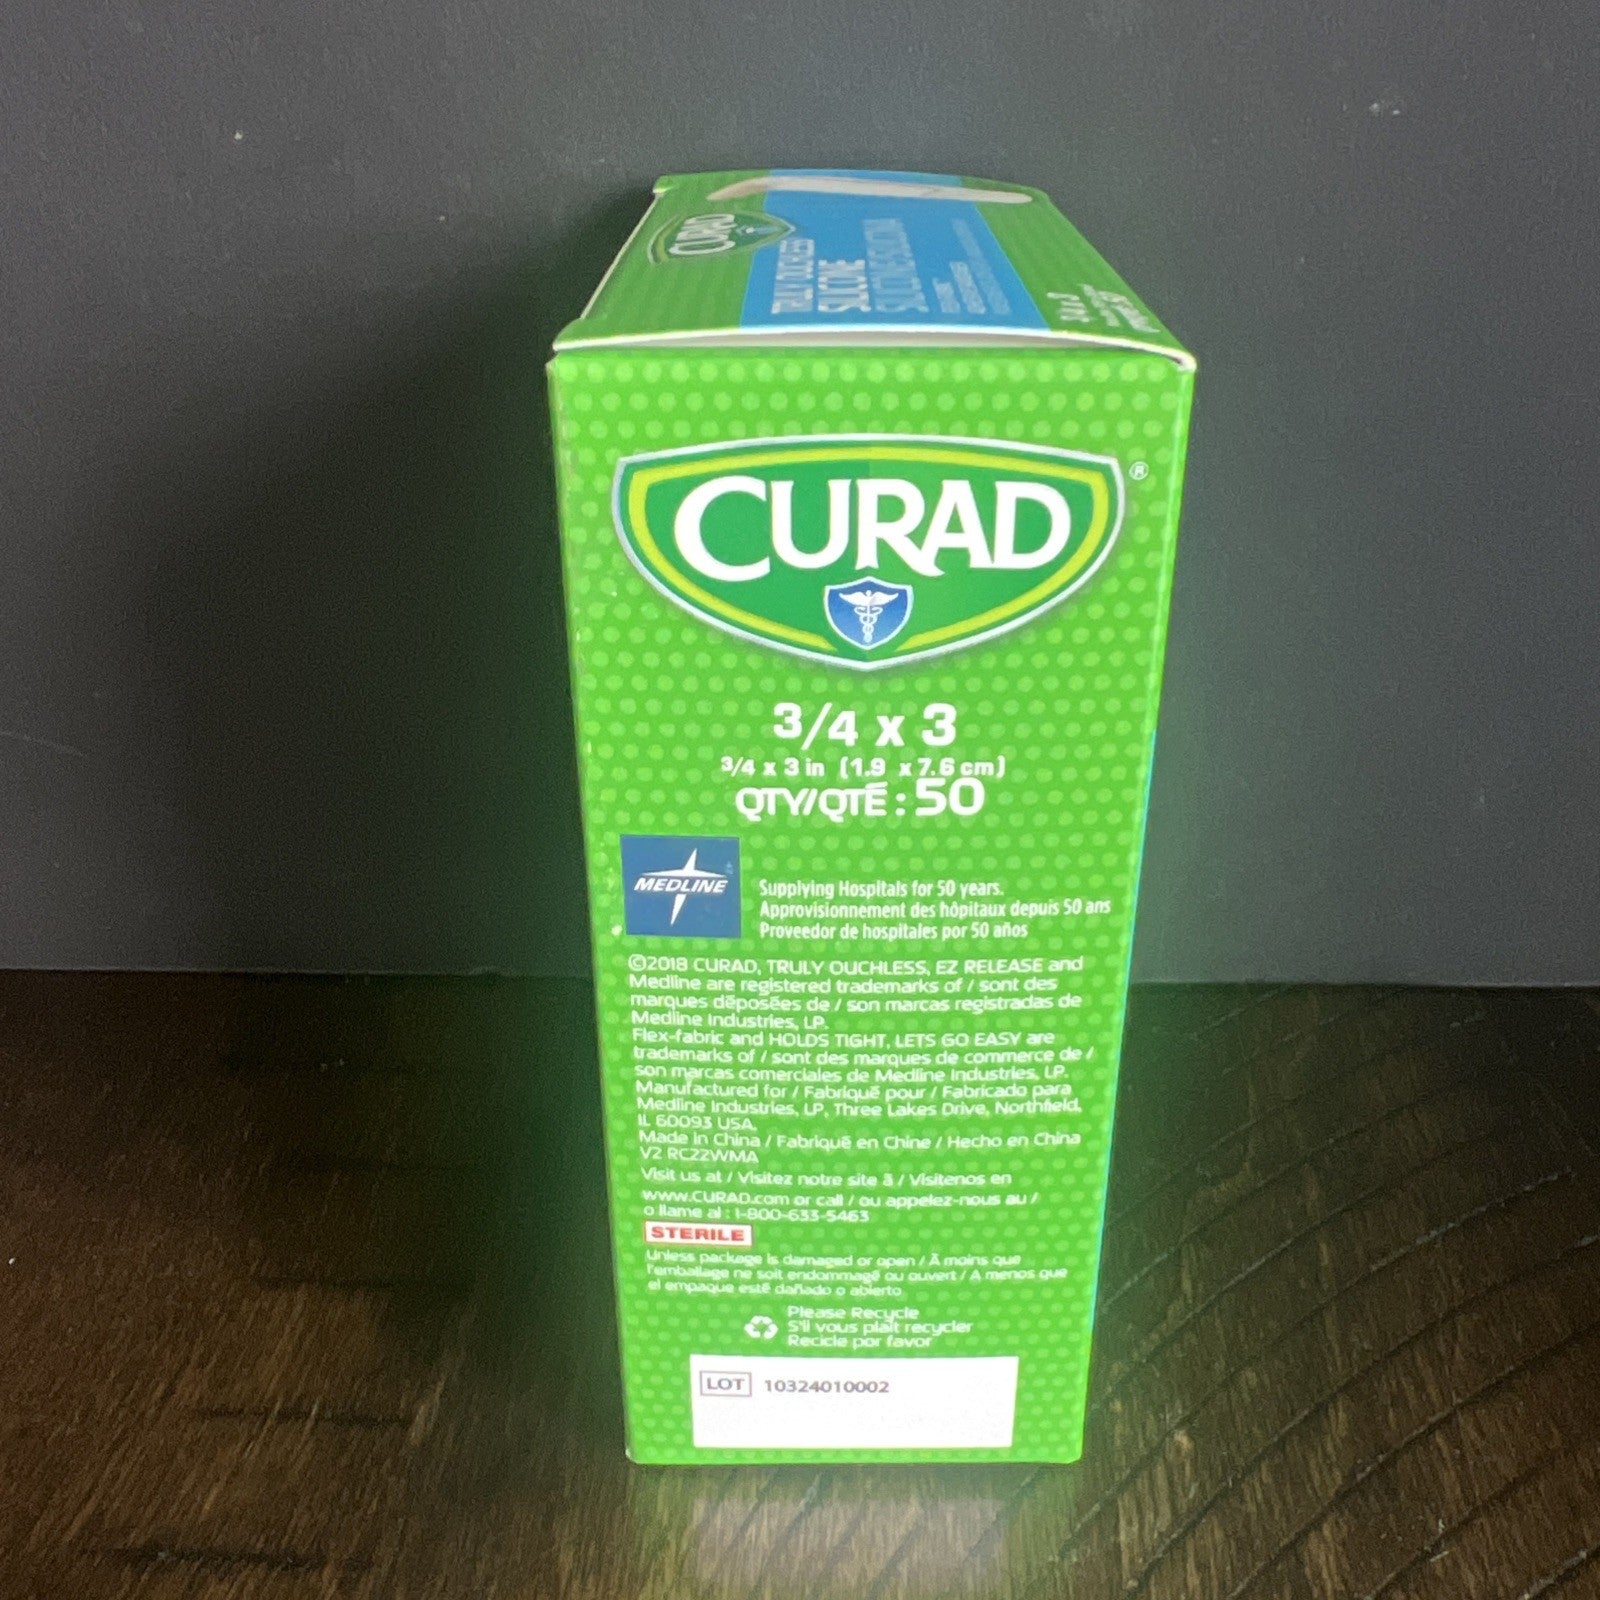 CURAD
TRULY OUCHLESS
SILICONE
3/4 x 3
CURAD®
3/4 x 3
3/4 x 3 in (1.9 x 7.6 cm)
QTY/QTÉ : 50
MEDLINE
Supplying Hospitals for 50 years.
Approvisionnement des hôpitaux depuis 50 ans
Proveedor de hospitales por 50 años
©2018 CURAD, TRULY OUCHLESS, EZ RELEASE and
Medline are registered trademarks of / sont des
marques déposées de / son marcas registradas de
Medline Industries, LP.
Flex-fabric and HOLDS TIGHT, LETS GO EASY are
trademarks of / sont des marques de commerce de /
son marcas comerciales de Medline Industries, LP.
Manufactured for / Fabriqué pour / Fabricado para
Medline Industries, LP, Three Lakes Drive, Northfield,
IL 60093 USA.
Made in China / Fabriqué en Chine / Hecho en China
V2 RC22WMA
Visit us at / Visitez notre site à / Visítenos en
www.CURAD.com or call / ou appelez-nous au /
o llame al : 1-800-633-5463
STERILE
Unless package is damaged or open / À moins que
l'emballage ne soit endommagé ou ouvert / A menos que
el empaque esté dañado o abierto
Please Recycle
S'il vous plaît recycler
Recicle por favor
LOT 10324010002